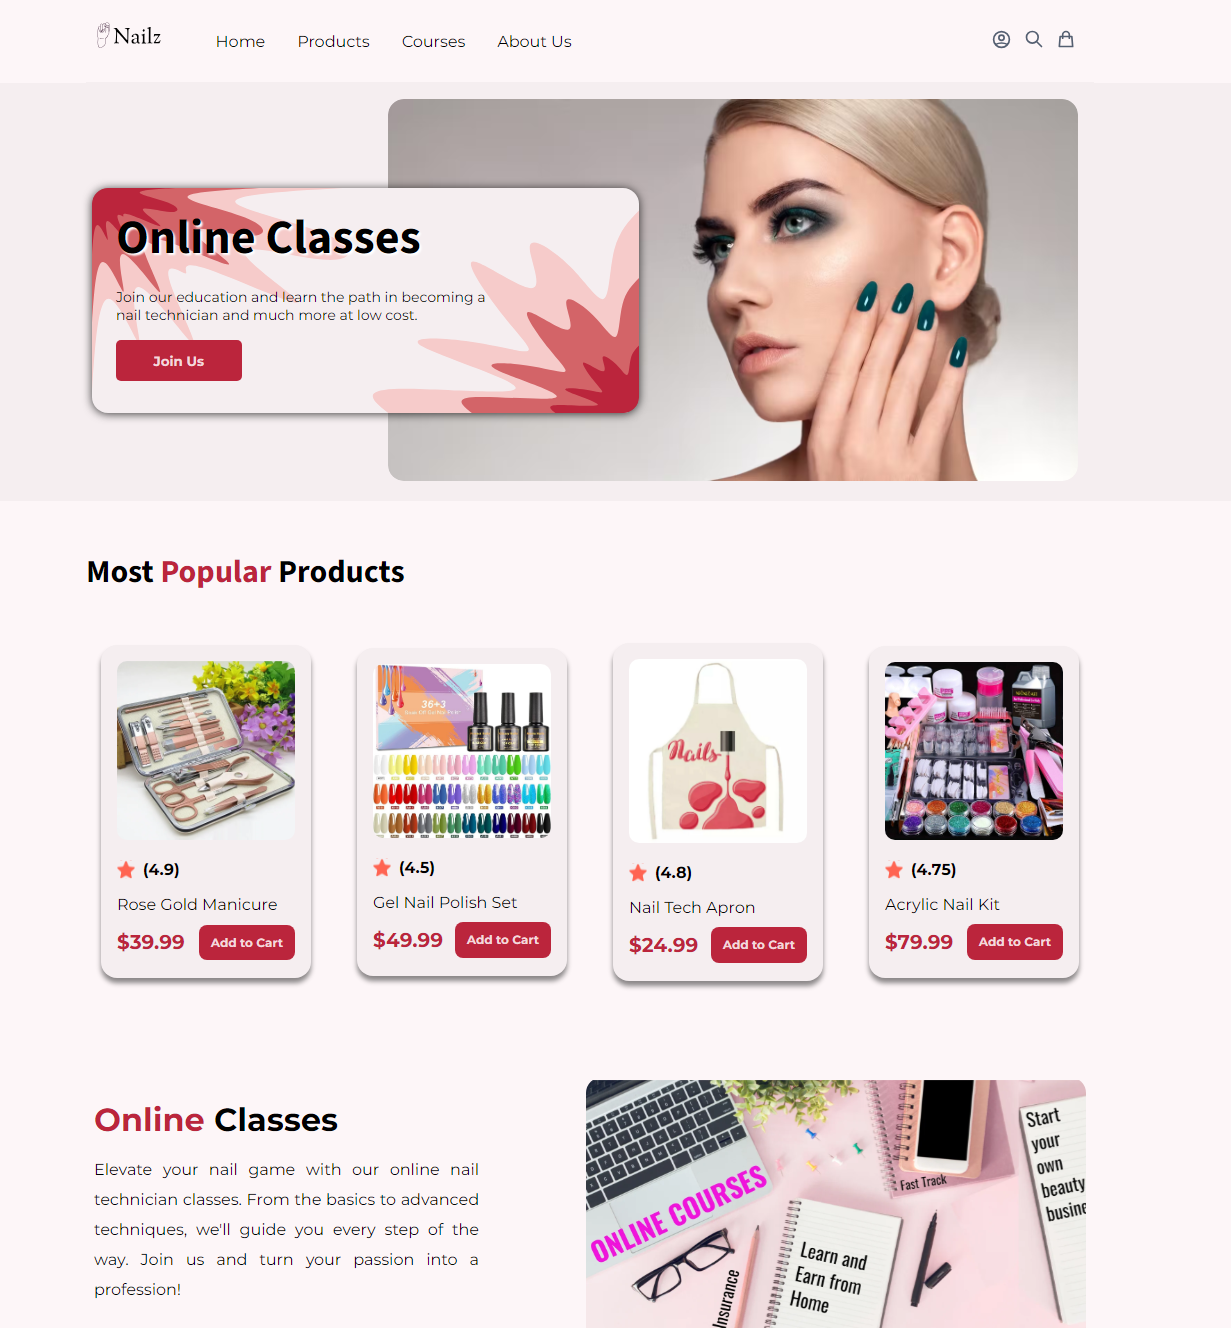 Nailz
Home
Products
Courses
About Us
Online Classes
Join our education and learn the path in becoming a
nail technician and much more at low cost.
Join Us
Most Popular Products
36+3
Nails
(4.9)
Rose Gold Manicure
$39.99
Add to Cart
(4.5)
Gel Nail Polish Set
$49.99
Add to Cart
(4.8)
Nail Tech Apron
$24.99
Add to Cart
(4.75)
Acrylic Nail Kit
$79.99
Add to Cart
Online Classes
Elevate your nail game with our online nail
technician classes. From the basics to advanced
techniques, we'll guide you every step of the
way. Join us and turn your passion into a
profession!
ONLINE COURSES
Fast Track
Start
your
own
beauty
busine
Learn and
Earn from
Home
Insurance